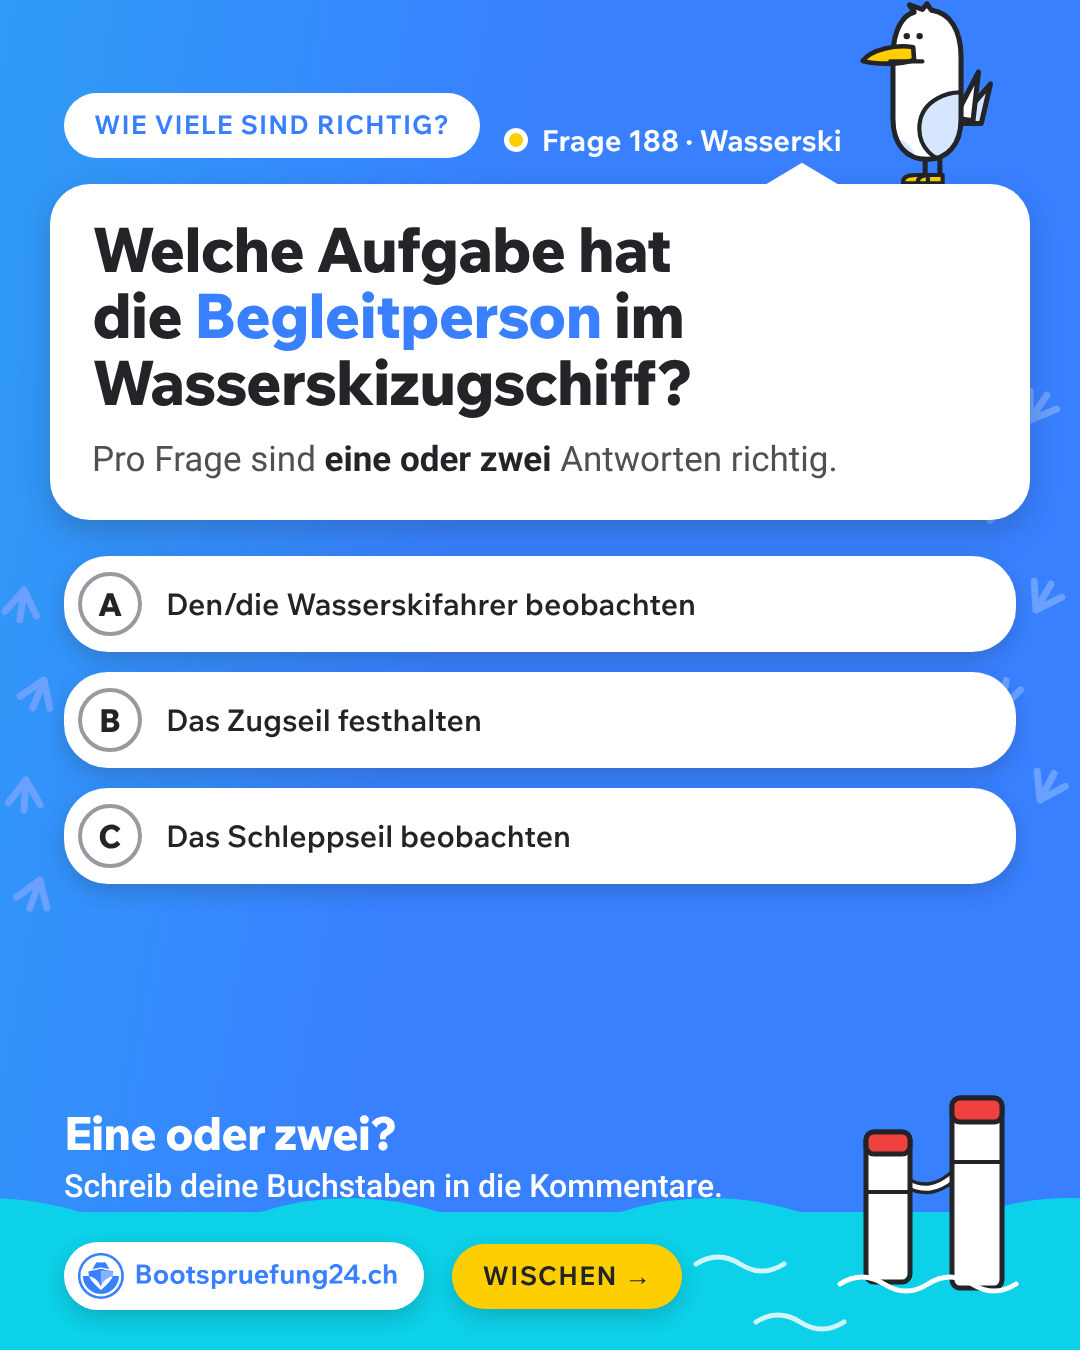 WIE VIELE SIND RICHTIG?
Frage 188 · Wasserski
Welche Aufgabe hat
die Begleitperson im
Wasserskizugschiff?
Pro Frage sind eine oder zwei Antworten richtig.
A Den/die Wasserskifahrer beobachten
B Das Zugseil festhalten
C Das Schleppseil beobachten
Eine oder zwei?
Schreib deine Buchstaben in die Kommentare.
Bootspruefung24.ch
WISCHEN →